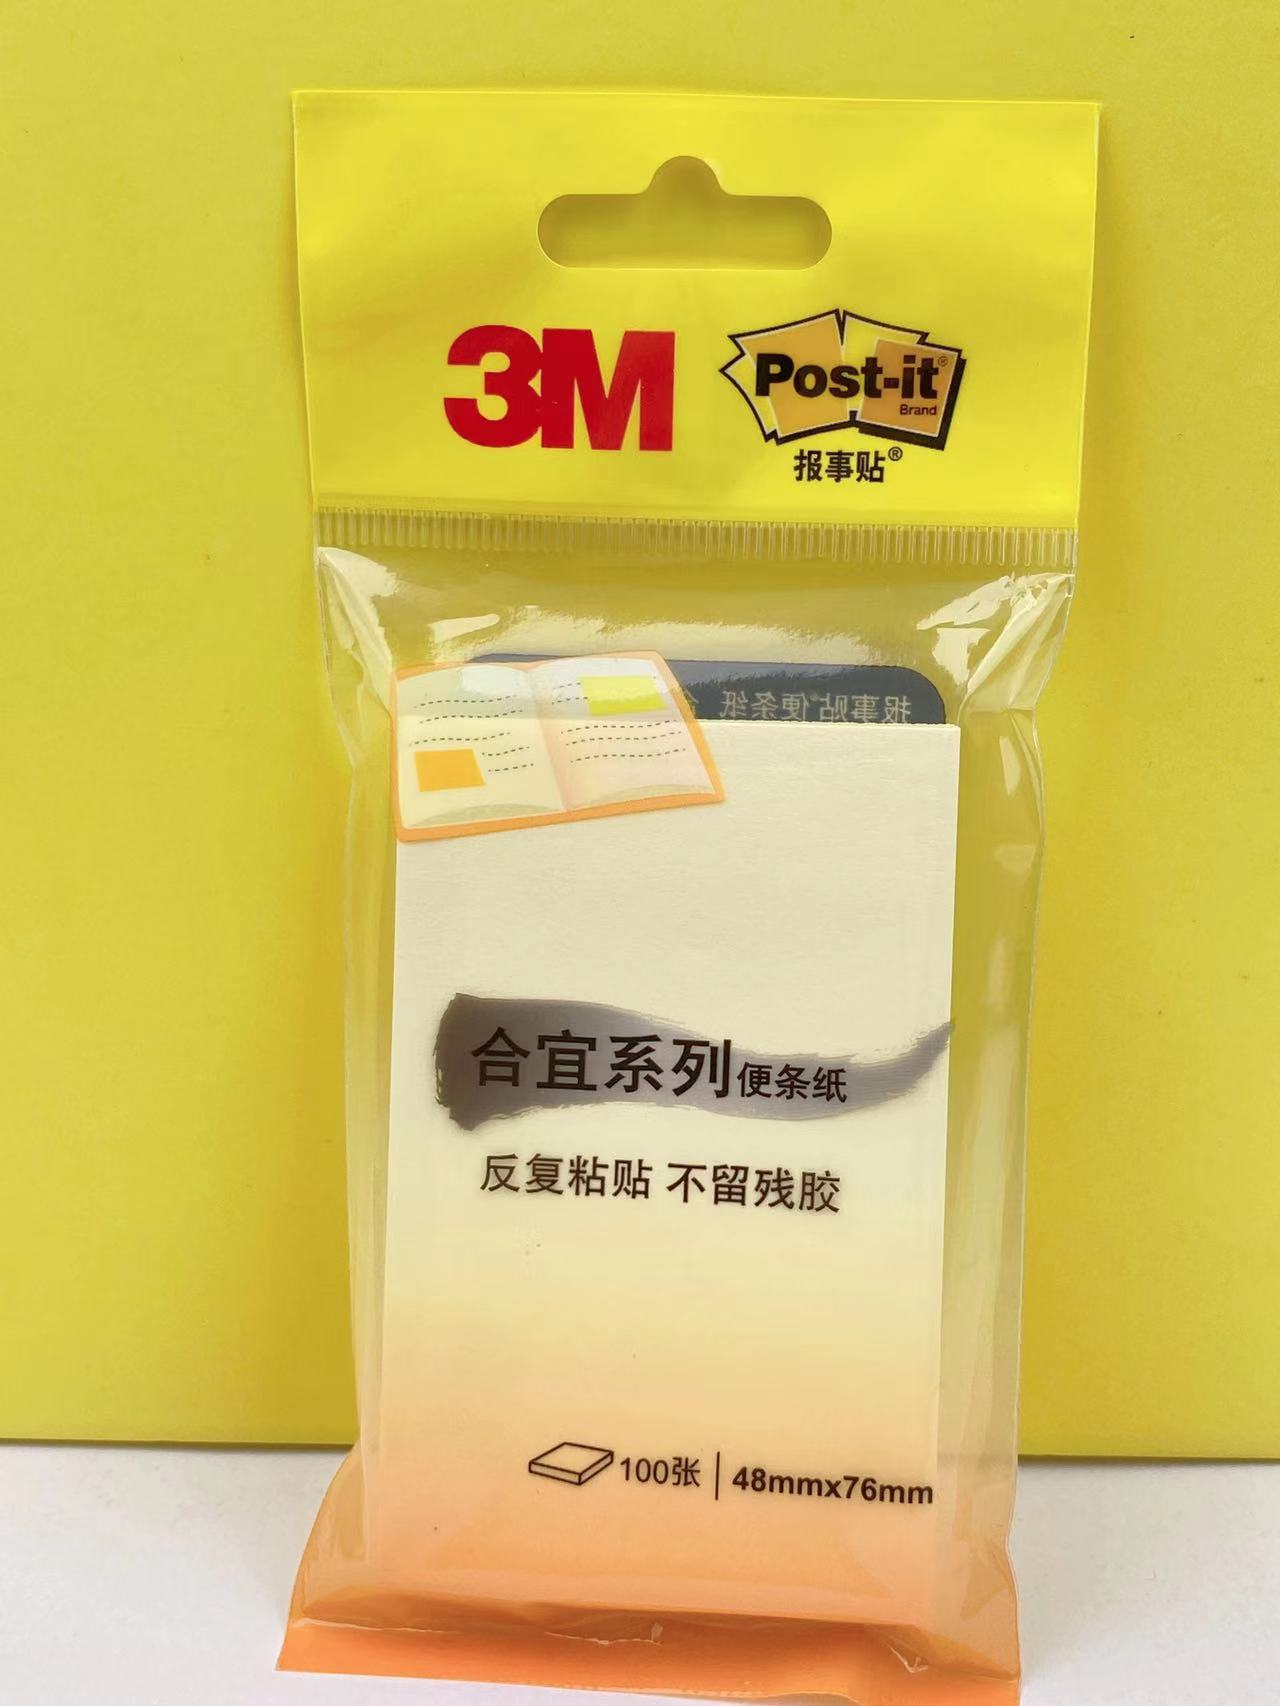 3M
Post-it®
Brand
报事贴®
报事贴®便条纸
合宜系列便条纸
反复粘贴 不留残胶
100张 | 48mmx76mm